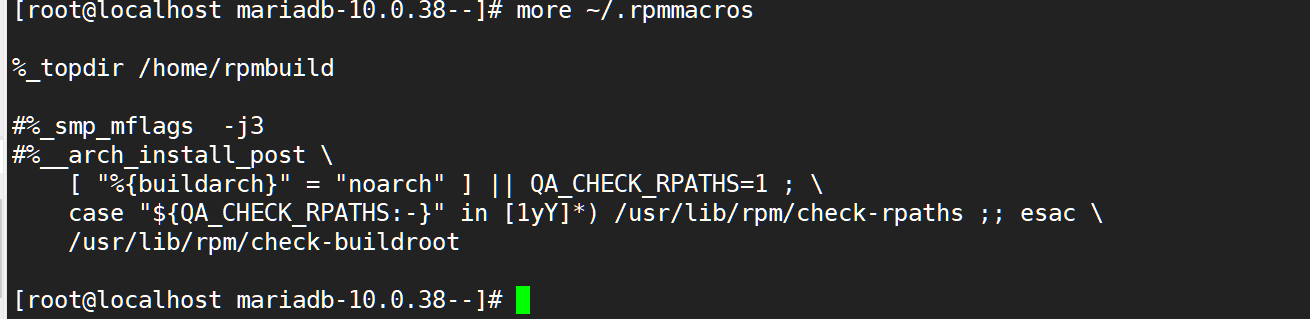 [root@localhost mariadb-10.0.38--]# more ~/.rpmmacros
%_topdir /home/rpmbuild
#%_smp_mflags  -j3
#%__arch_install_post \
    [ "%{buildarch}" = "noarch" ] || QA_CHECK_RPATHS=1 ; \
    case "${QA_CHECK_RPATHS:-}" in [1yY]*) /usr/lib/rpm/check-rpaths ;; esac \
    /usr/lib/rpm/check-buildroot
[root@localhost mariadb-10.0.38--]#